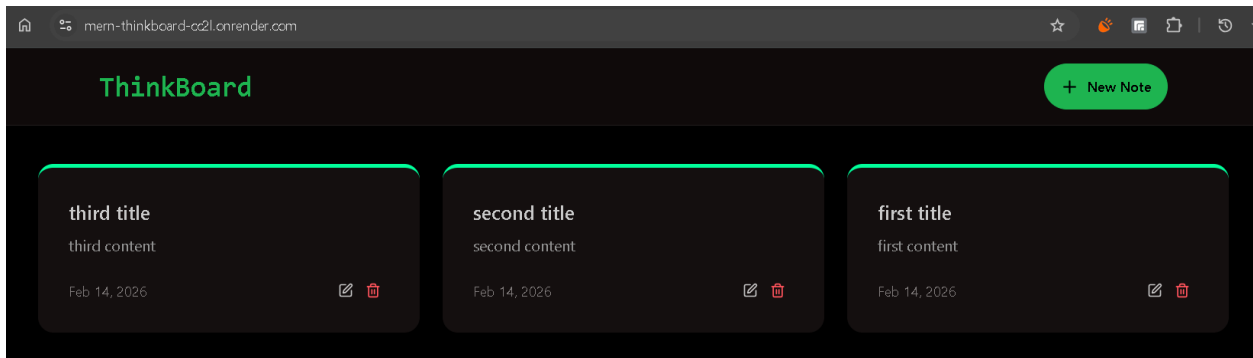 mern-thinkboard-cc2l.onrender.com
ThinkBoard
+ New Note
third title
third content
Feb 14, 2026
second title
second content
Feb 14, 2026
first title
first content
Feb 14, 2026